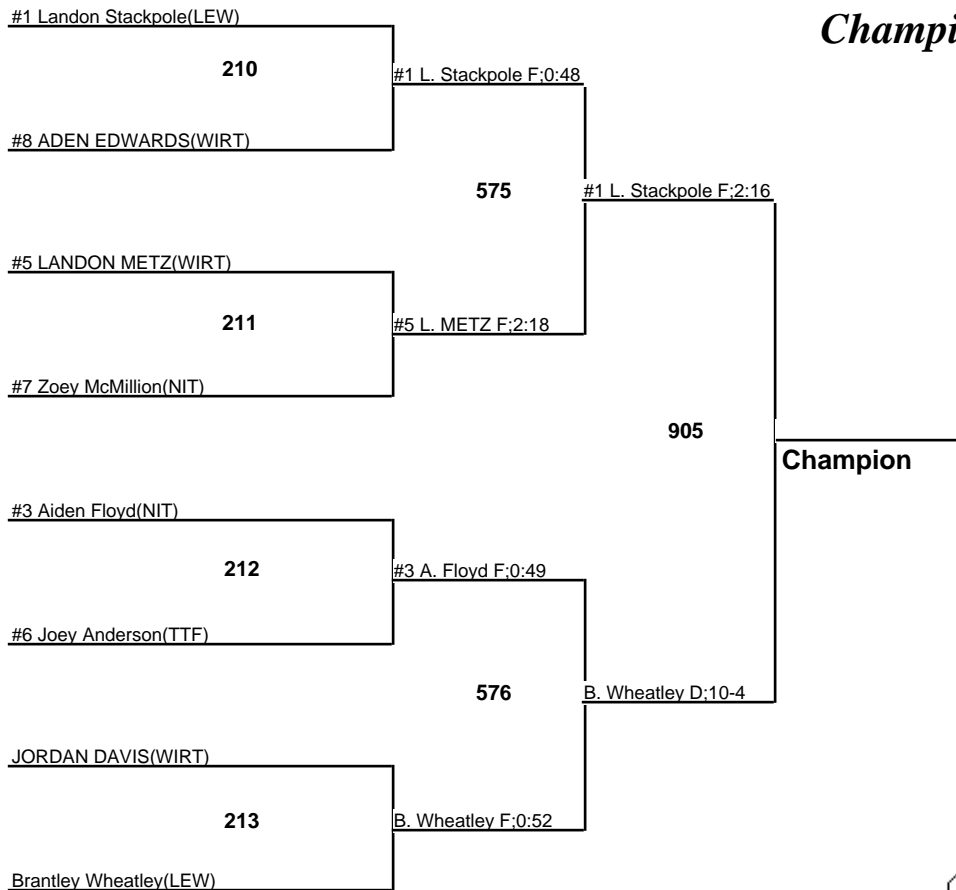 #1 Landon Stackpole(LEW)
Champi
210
#1 L. Stackpole F;0:48
#8 ADEN EDWARDS(WIRT)
575
#1 L. Stackpole F;2:16
#5 LANDON METZ(WIRT)
211
#5 L. METZ F;2:18
#7 Zoey McMillion(NIT)
905
Champion
#3 Aiden Floyd(NIT)
212
#3 A. Floyd F;0:49
#6 Joey Anderson(TTF)
576
B. Wheatley D;10-4
JORDAN DAVIS(WIRT)
213
B. Wheatley F;0:52
Brantley Wheatley(LEW)